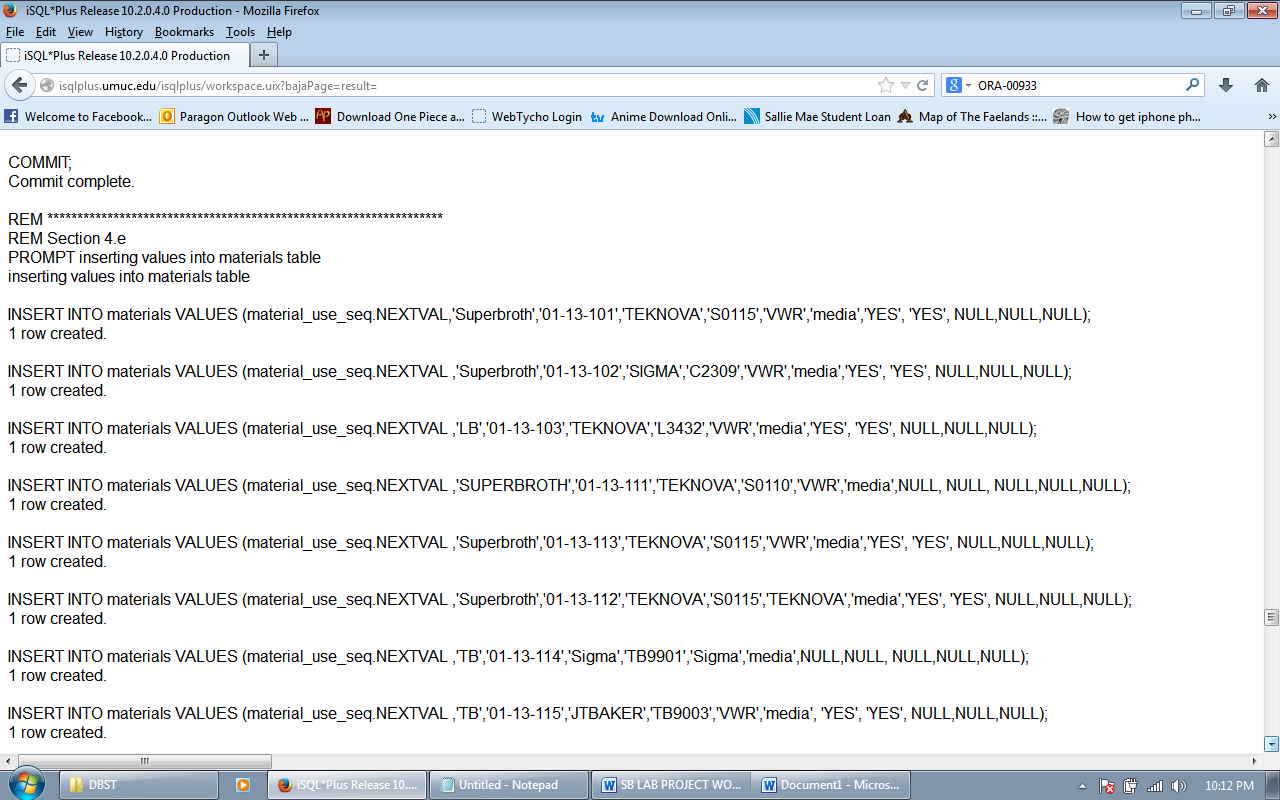 iSQL*Plus Release 10.2.0.4.0 Production - Mozilla Firefox
File Edit View History Bookmarks Tools Help
iSQL*Plus Release 10.2.0.4.0 Production
isqlplus.umuc.edu/isqlplus/workspace.uix?bajaPage=result=
ORA-00933
Welcome to Facebook... Paragon Outlook Web ... Download One Piece a... WebTycho Login Anime Download Onli... Sallie Mae Student Loan Map of The Faelands ::... How to get iphone ph... »
COMMIT;
Commit complete.
REM ******************************************************************
REM Section 4.e
PROMPT inserting values into materials table
inserting values into materials table
INSERT INTO materials VALUES (material_use_seq.NEXTVAL,'Superbroth','01-13-101','TEKNOVA','S0115','VWR','media','YES', 'YES', NULL,NULL,NULL);
1 row created.
INSERT INTO materials VALUES (material_use_seq.NEXTVAL ,'Superbroth','01-13-102','SIGMA','C2309','VWR','media','YES', 'YES', NULL,NULL,NULL);
1 row created.
INSERT INTO materials VALUES (material_use_seq.NEXTVAL ,'LB','01-13-103','TEKNOVA','L3432','VWR','media','YES', 'YES', NULL,NULL,NULL);
1 row created.
INSERT INTO materials VALUES (material_use_seq.NEXTVAL ,'SUPERBROTH','01-13-111','TEKNOVA','S0110','VWR','media',NULL, NULL, NULL,NULL,NULL);
1 row created.
INSERT INTO materials VALUES (material_use_seq.NEXTVAL ,'Superbroth','01-13-113','TEKNOVA','S0115','VWR','media','YES', 'YES', NULL,NULL,NULL);
1 row created.
INSERT INTO materials VALUES (material_use_seq.NEXTVAL ,'Superbroth','01-13-112','TEKNOVA','S0115','TEKNOVA','media','YES', 'YES', NULL,NULL,NULL);
1 row created.
INSERT INTO materials VALUES (material_use_seq.NEXTVAL ,'TB','01-13-114','Sigma','TB9901','Sigma','media',NULL,NULL, NULL,NULL,NULL);
1 row created.
INSERT INTO materials VALUES (material_use_seq.NEXTVAL ,'TB','01-13-115','JTBAKER','TB9003','VWR','media', 'YES', 'YES', NULL,NULL,NULL);
1 row created.
DBST iSQL*Plus Release 10.... Untitled - Notepad SB LAB PROJECT WO... Document1 - Micros... 10:12 PM